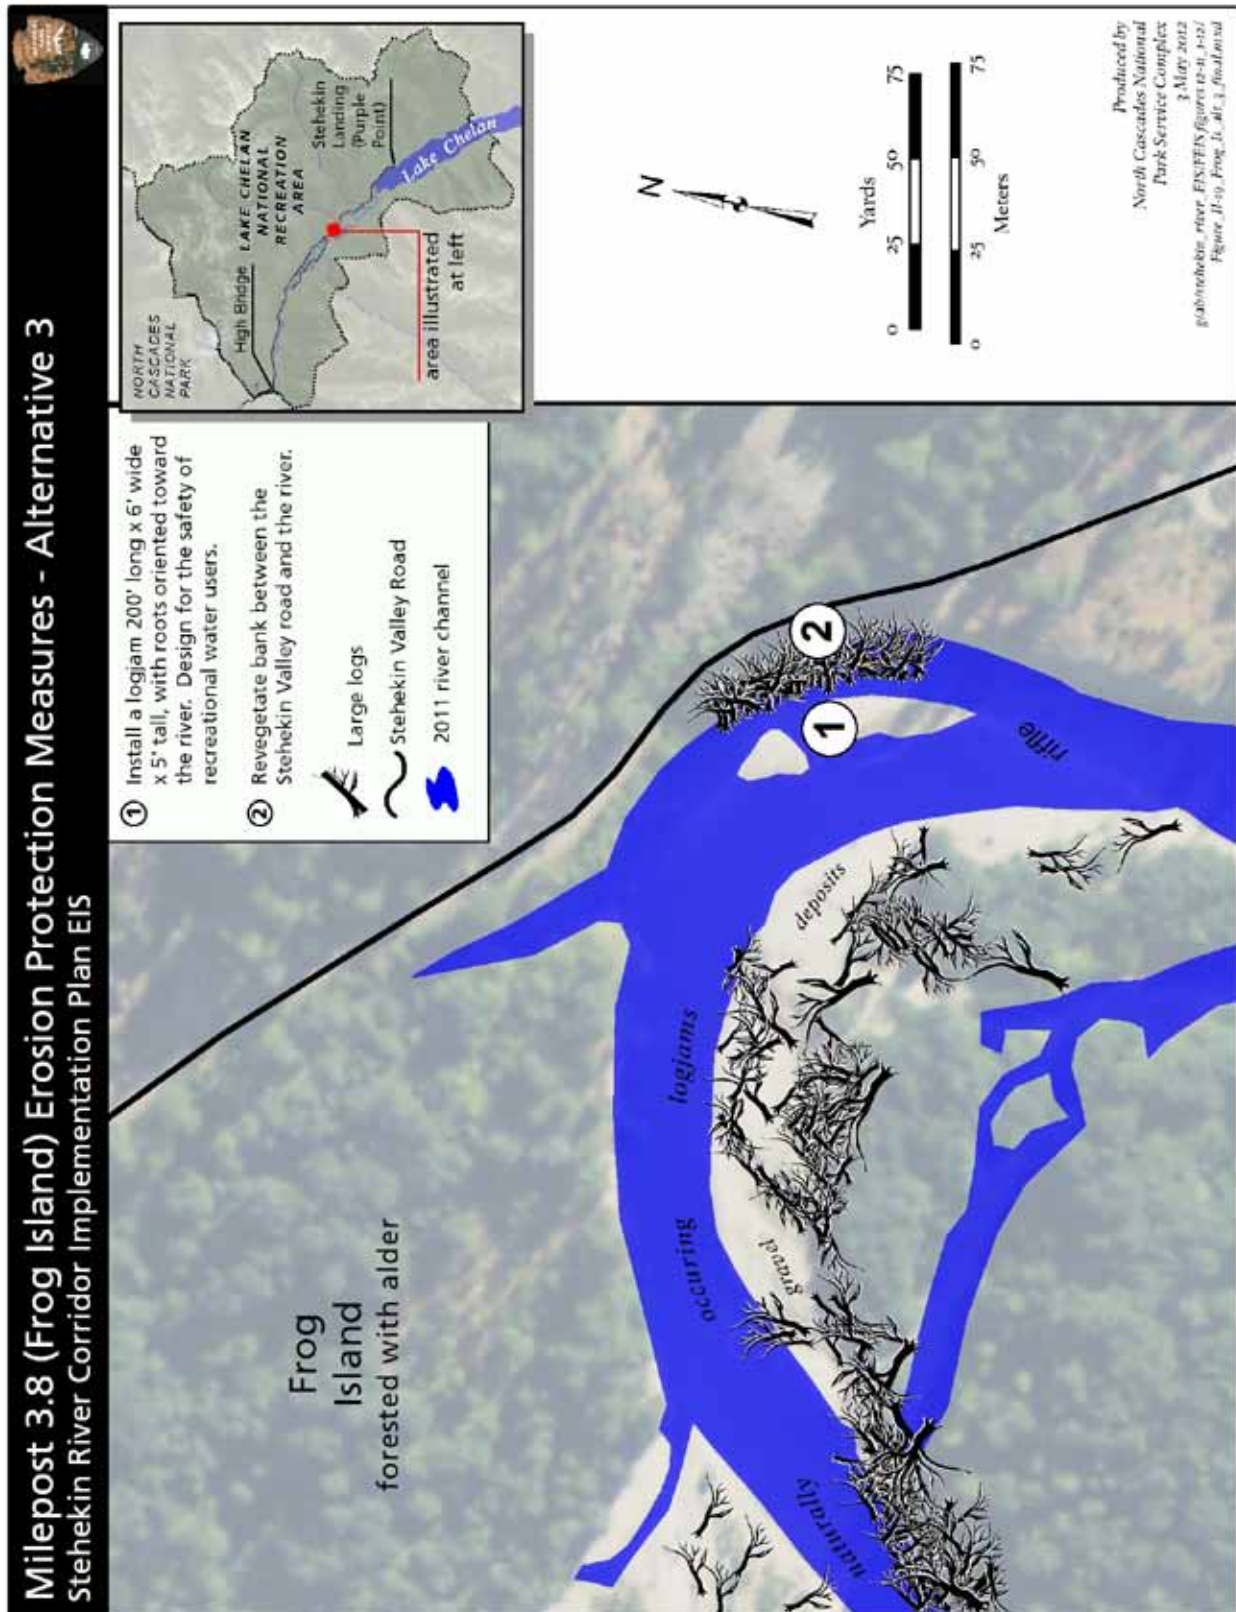 Milepost 3.8 (Frog Island) Erosion Protection Measures - Alternative 3
Stehekin River Corridor Implementation Plan EIS
1 Install a logjam 200' long x 6' wide
x 5' tall, with roots oriented toward
the river. Design for the safety of
recreational water users.
2 Revegetate bank between the
Stehekin Valley road and the river.
Large logs
Stehekin Valley Road
2011 river channel
NORTH
CASCADES
NATIONAL
PARK
High Bridge
LAKE CHELAN
NATIONAL
RECREATION
AREA
Stehekin
Landing
(Purple
Point)
Lake Chelan
area illustrated
at left
Frog
Island
forested with alder
naturally
occuring
logjams
gravel
deposits
riffle
1
2
N
Yards
0 25 50 75
0 25 50 75
Meters
Produced by
North Cascades National
Park Service Complex
3 May 2012